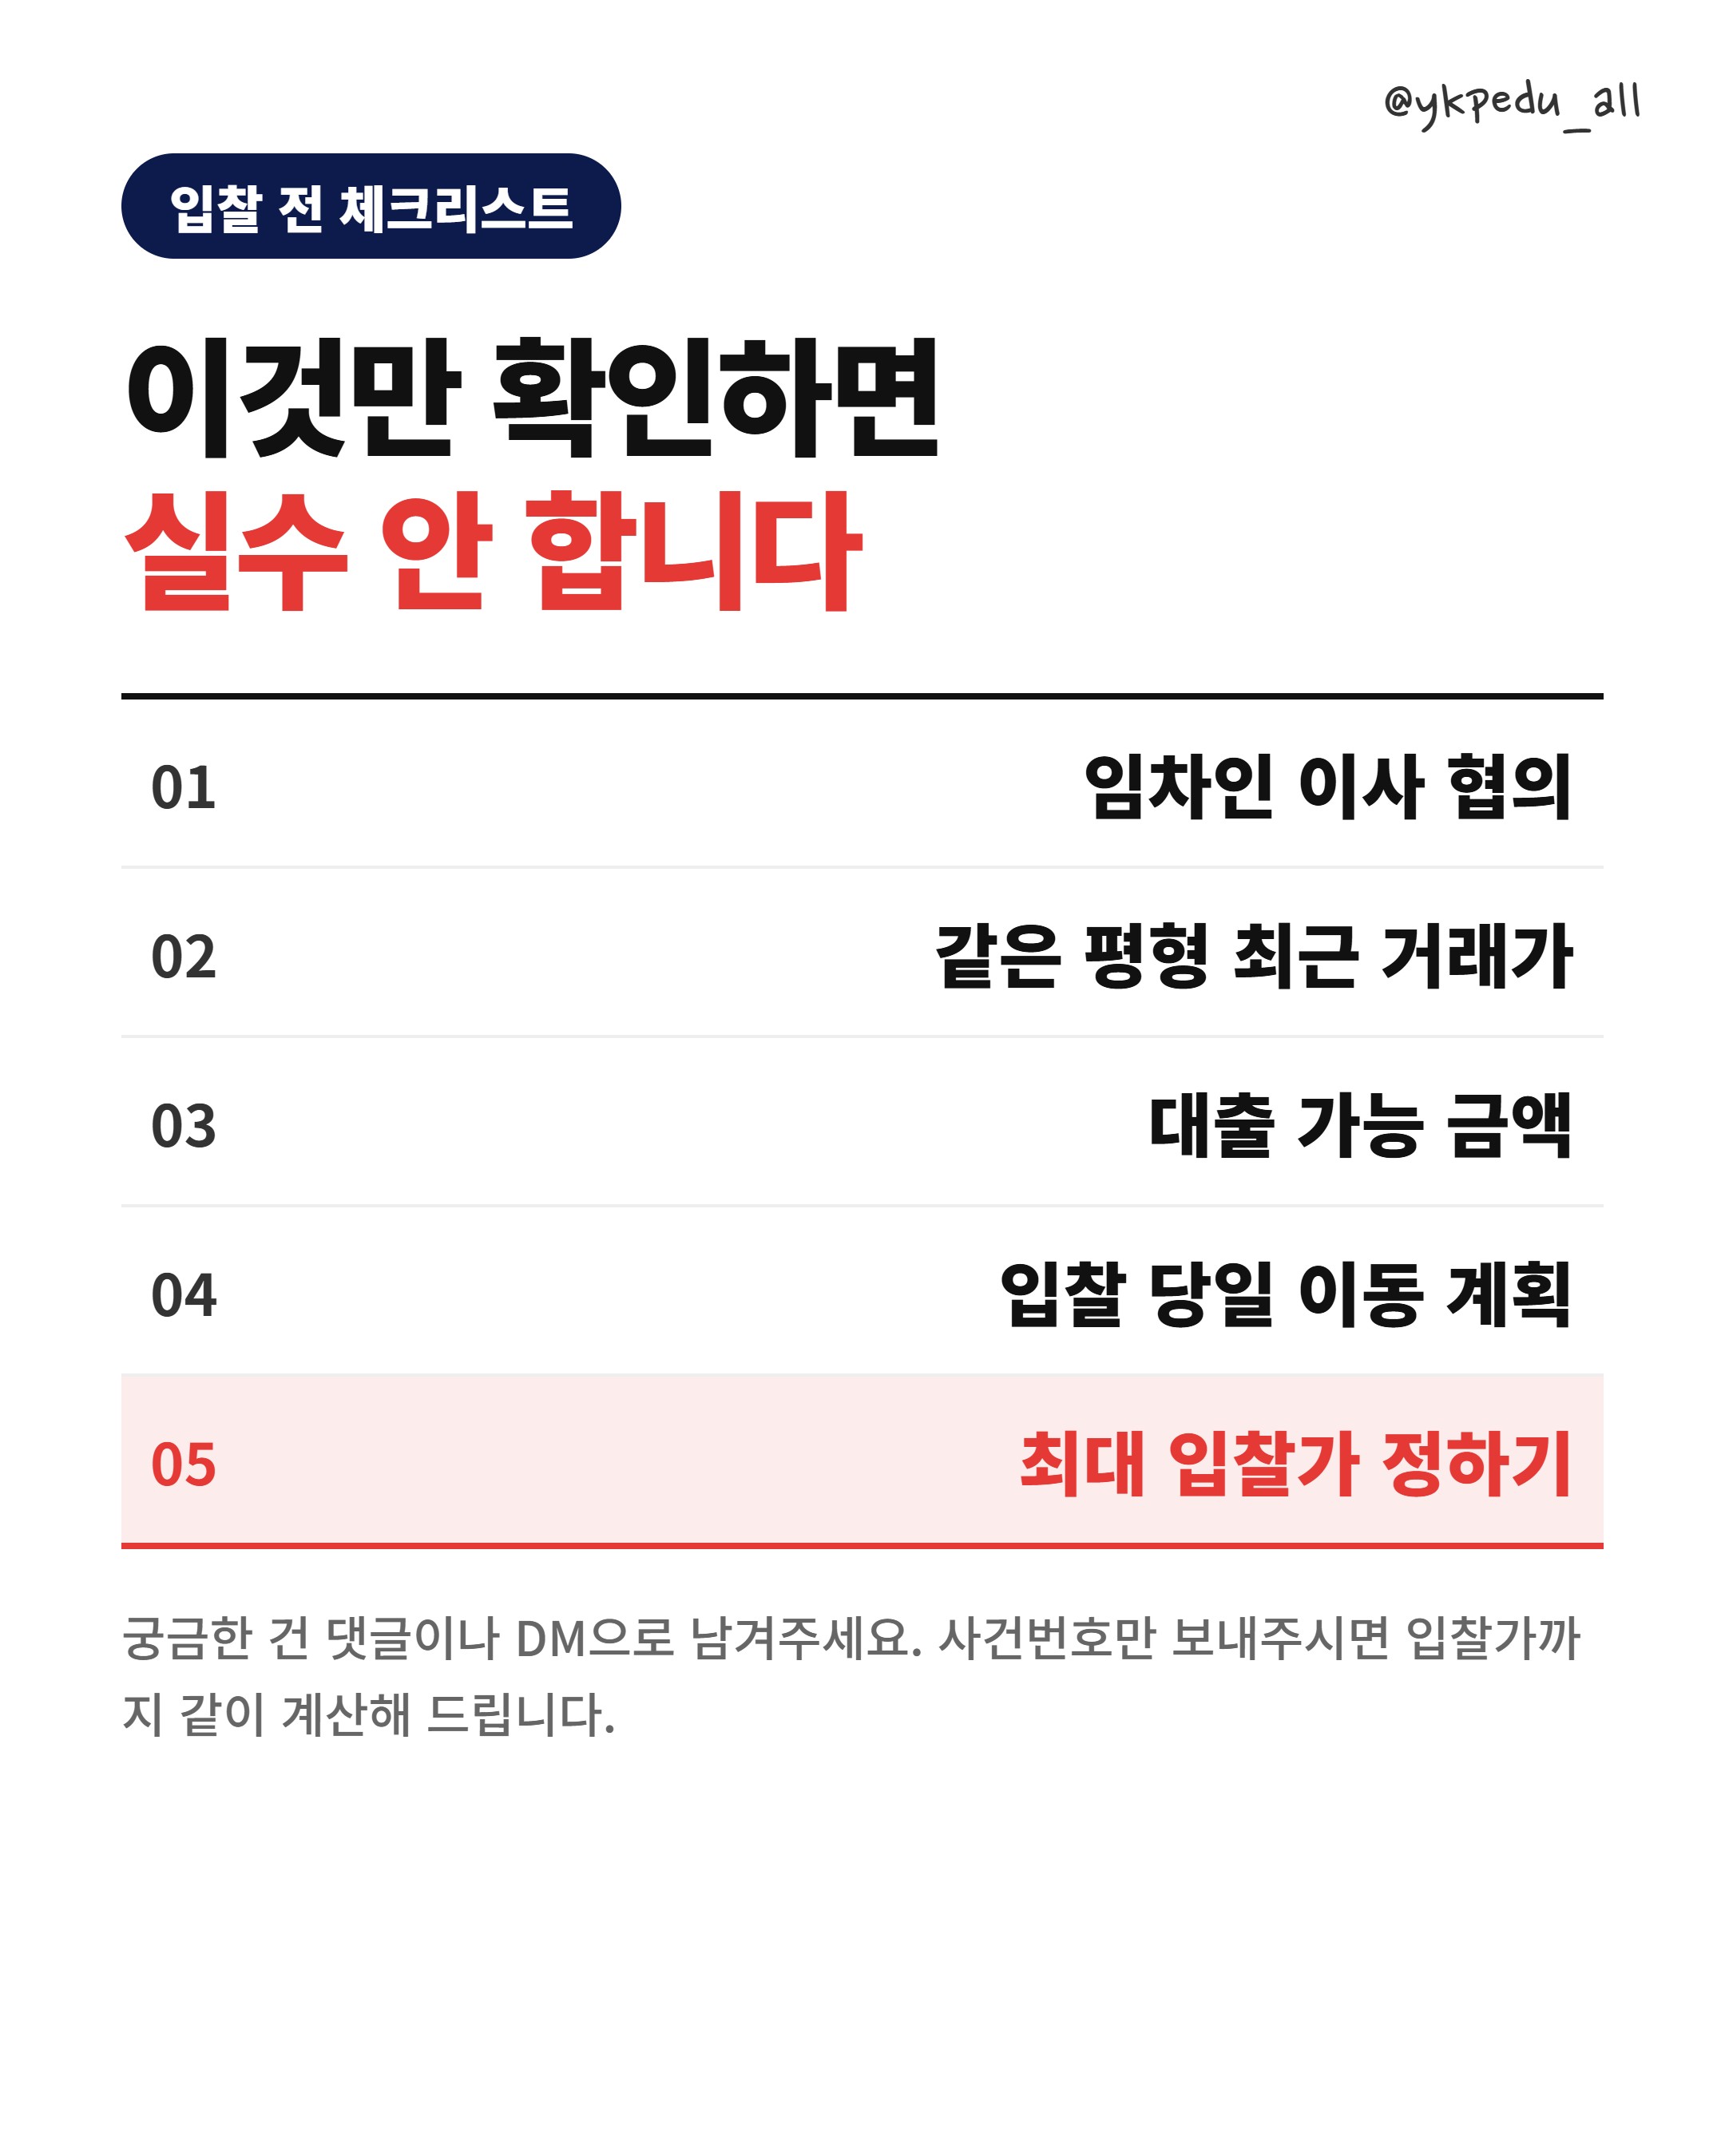 @ykpedu_all
입찰 전 체크리스트
이것만 확인하면
실수 안 합니다
01 임차인 이사 협의
02 같은 평형 최근 거래가
03 대출 가능 금액
04 입찰 당일 이동 계획
05 최대 입찰가 정하기
궁금한 건 댓글이나 DM으로 남겨주세요. 사건번호만 보내주시면 입찰가까
지 같이 계산해 드립니다.